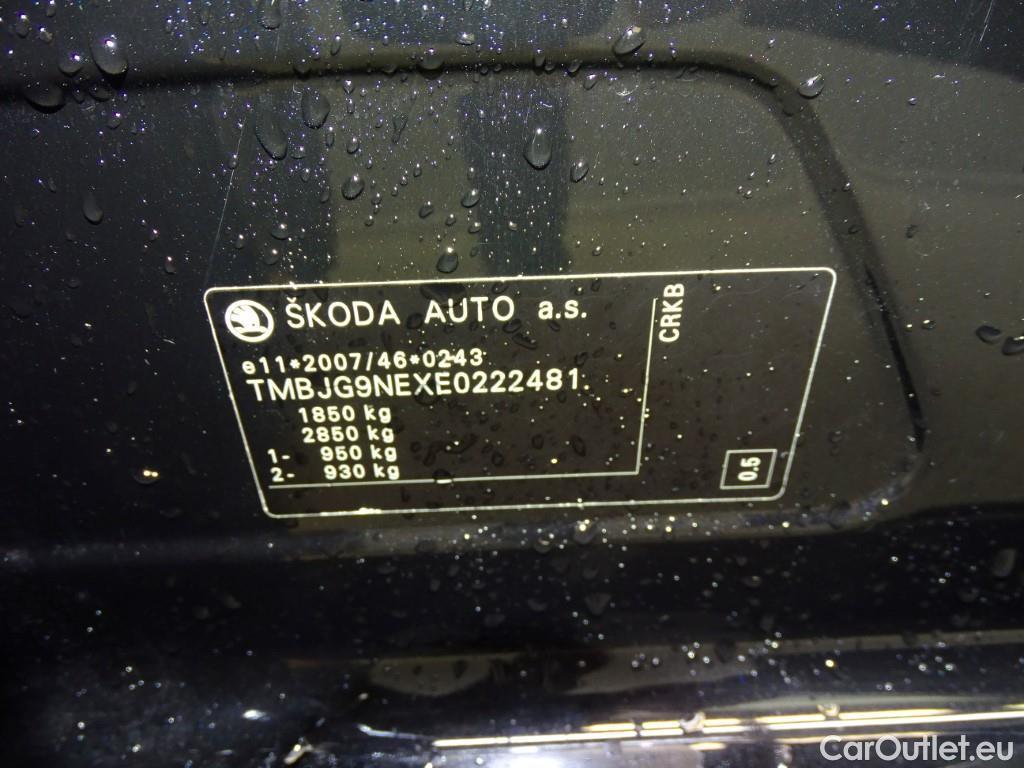 ŠKODA AUTO a.s.
e11*2007/46*0243
TMBJG9NEXE0222481
1850 kg
2850 kg
1- 950 kg
2- 930 kg
CRKB
0.5
CarOutlet.eu